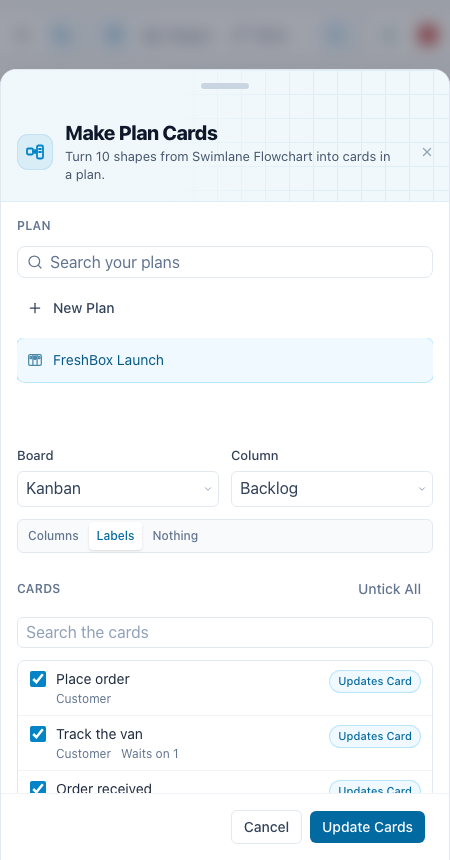 Make Plan Cards
Turn 10 shapes from Swimlane Flowchart into cards in
a plan.
PLAN
Search your plans
New Plan
FreshBox Launch
Board
Column
Kanban
Backlog
Columns
Labels
Nothing
CARDS
Untick All
Search the cards
Place order
Updates Card
Customer
Track the van
Updates Card
Customer Waits on 1
Order received
Updates Card
Cancel
Update Cards